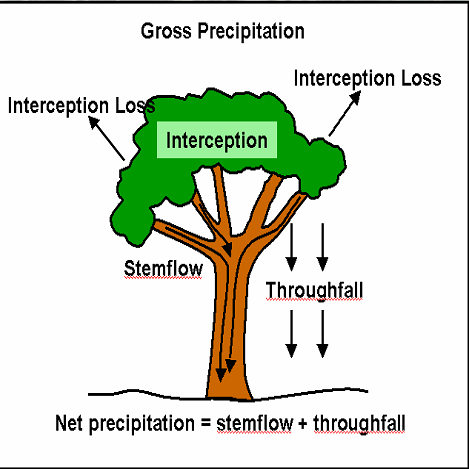 Gross Precipitation
Interception Loss
Interception Loss
Interception
Stemflow
Throughfall
Net precipitation = stemflow + throughfall